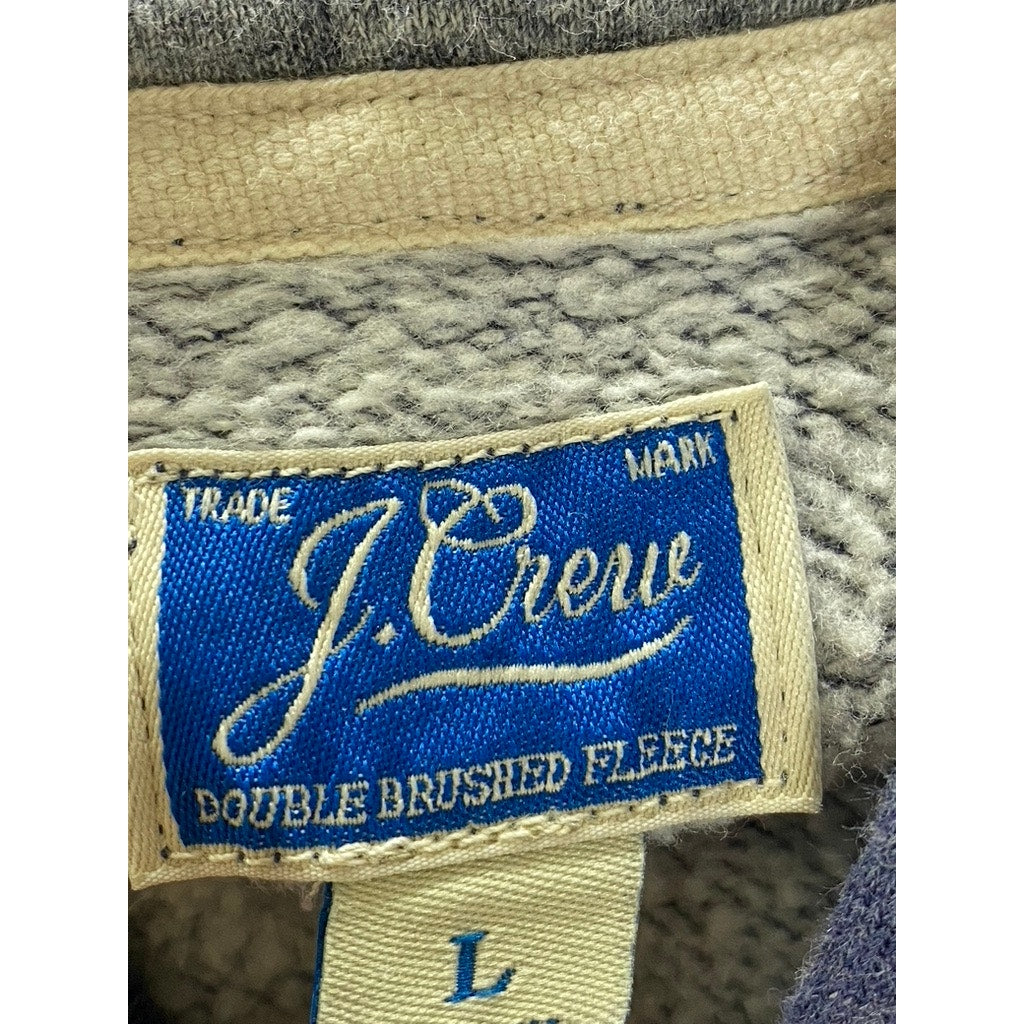 TRADE MARK
J. Crew
DOUBLE BRUSHED FLEECE
L